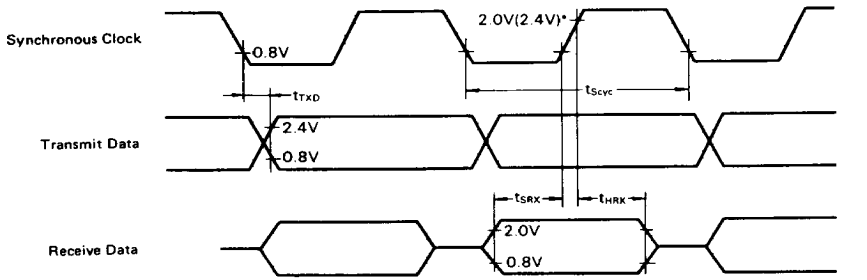 2.0V(2.4V)*
Synchronous Clock
0.8V
tTXD
tScyc
2.4V
Transmit Data
0.8V
tSRX
tHRX
2.0V
Receive Data
0.8V